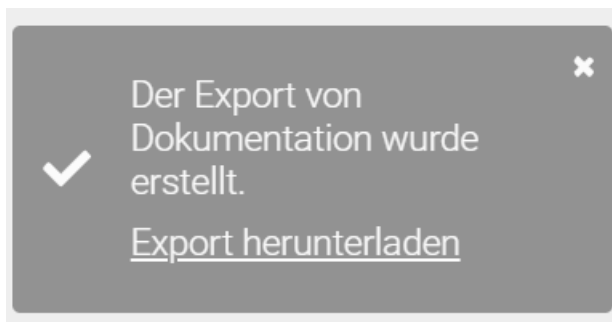 Der Export von
Dokumentation wurde
erstellt.
Export herunterladen